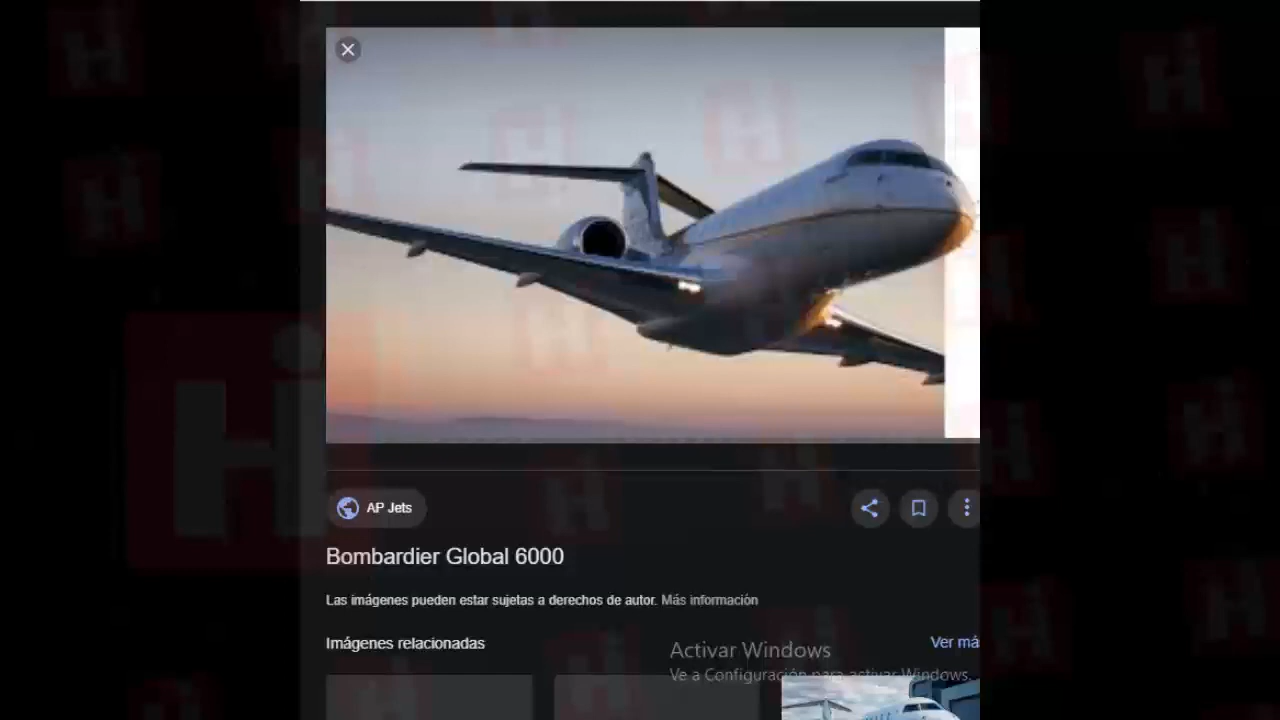 AP Jets
Bombardier Global 6000
Las imágenes pueden estar sujetas a derechos de autor. Más información
Imágenes relacionadas
Ver má
Activar Windows
Ve a Configuración para activar Windows.
Hi